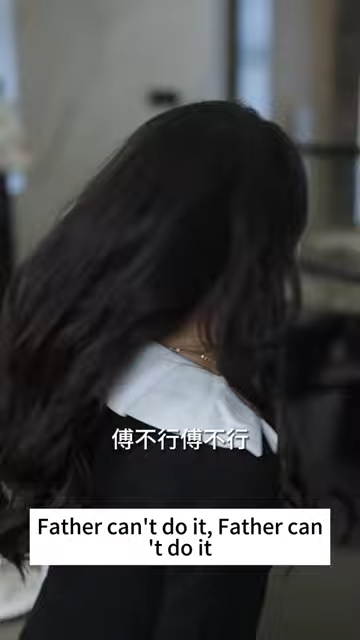 傅不行傅不行
Father can't do it, Father can
't do it